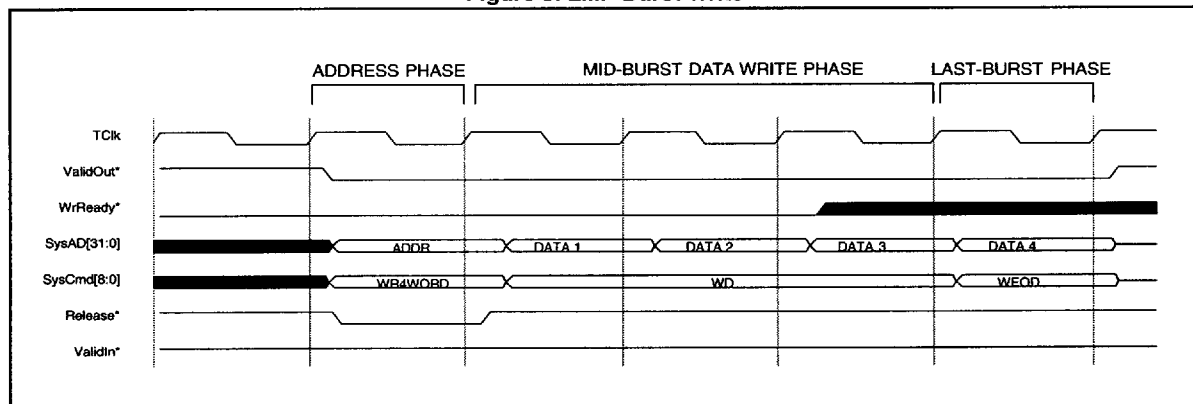 ADDRESS PHASE MID-BURST DATA WRITE PHASE LAST-BURST PHASE
TClk
ValidOut*
WrReady*
SysAD[31:0] ADDR DATA 1 DATA 2 DATA 3 DATA 4
SysCmd[8:0] WR4WORD WD WEOD
Release*
ValidIn*